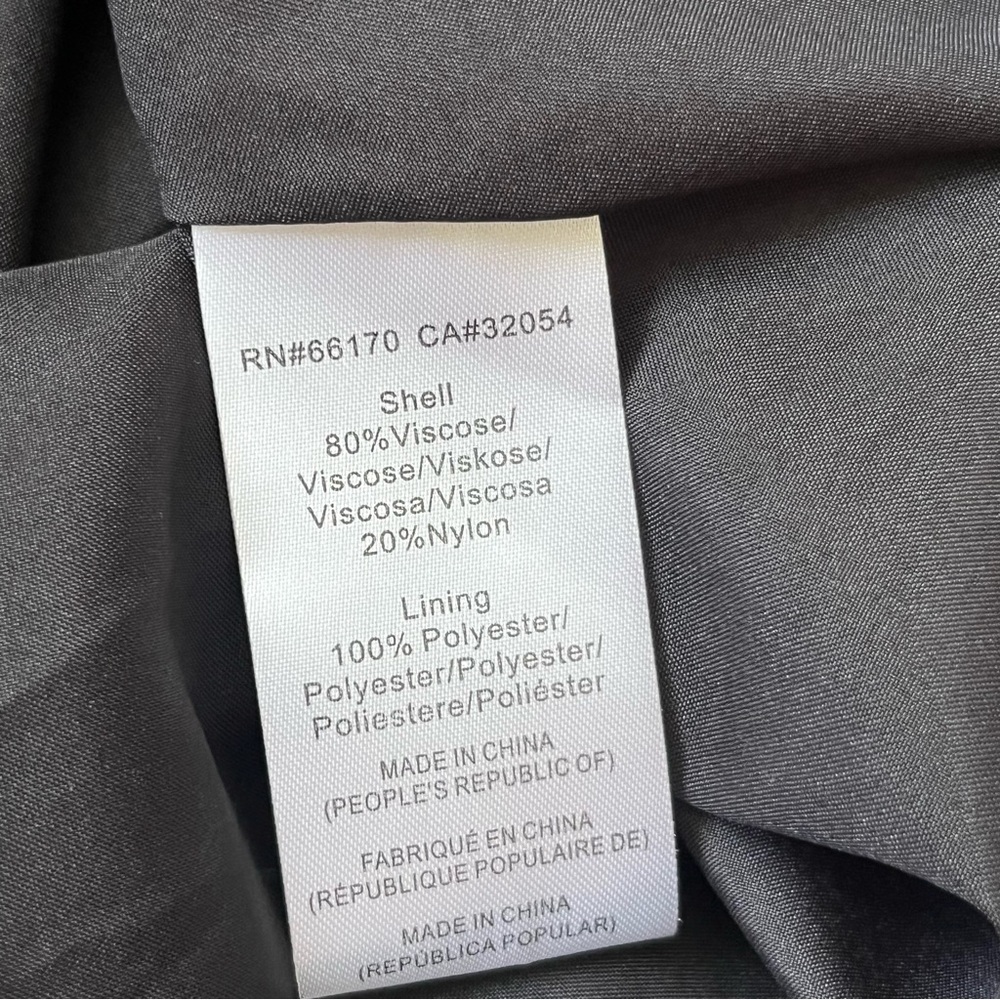 RN#66170 CA#32054
Shell
80%Viscose/
Viscose/Viskose/
Viscosa/Viscosa
20%Nylon
Lining
100% Polyester/
Polyester/Polyester/
Poliestere/Poliéster
MADE IN CHINA
(PEOPLE'S REPUBLIC OF)
FABRIQUÉ EN CHINA
(RÉPUBLIQUE POPULAIRE DE)
MADE IN CHINA
(REPÚBLICA POPULAR)